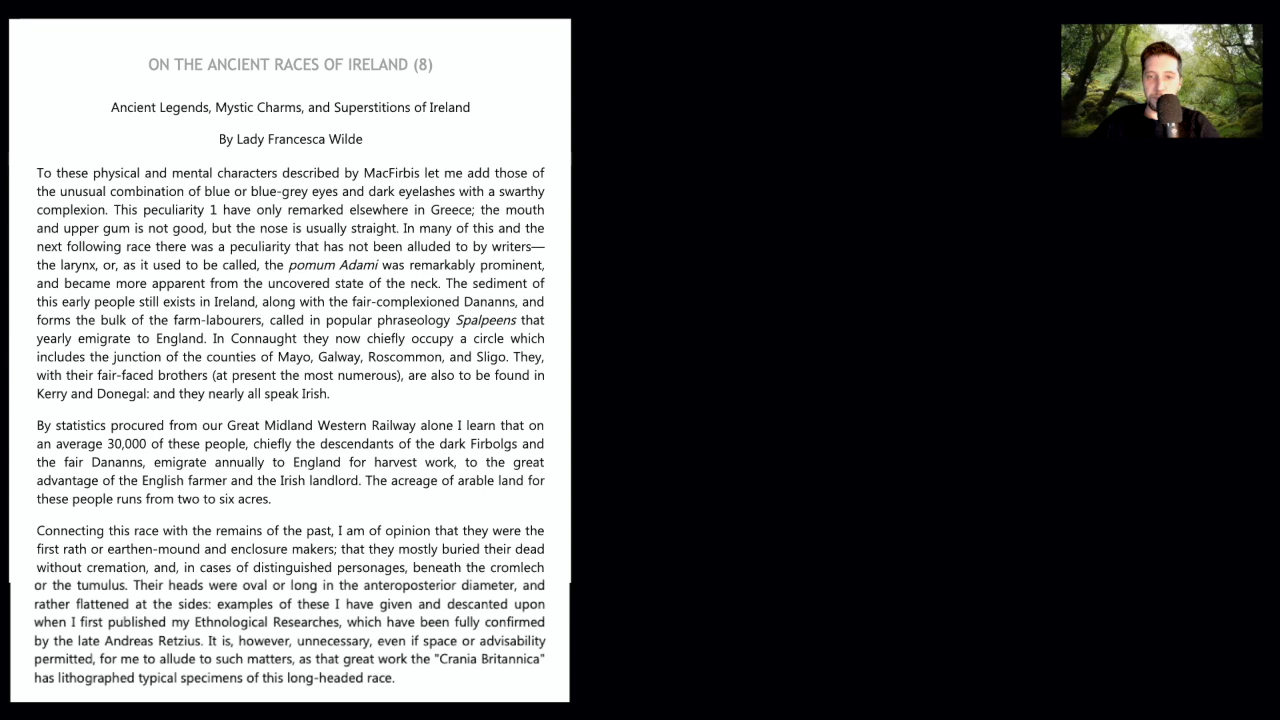 ON THE ANCIENT RACES OF IRELAND (8)
Ancient Legends, Mystic Charms, and Superstitions of Ireland
By Lady Francesca Wilde
To these physical and mental characters described by MacFirbis let me add those of
the unusual combination of blue or blue-grey eyes and dark eyelashes with a swarthy
complexion. This peculiarity 1 have only remarked elsewhere in Greece; the mouth
and upper gum is not good, but the nose is usually straight. In many of this and the
next following race there was a peculiarity that has not been alluded to by writers—
the larynx, or, as it used to be called, the pomum Adami was remarkably prominent,
and became more apparent from the uncovered state of the neck. The sediment of
this early people still exists in Ireland, along with the fair-complexioned Dananns, and
forms the bulk of the farm-labourers, called in popular phraseology Spalpeens that
yearly emigrate to England. In Connaught they now chiefly occupy a circle which
includes the junction of the counties of Mayo, Galway, Roscommon, and Sligo. They,
with their fair-faced brothers (at present the most numerous), are also to be found in
Kerry and Donegal: and they nearly all speak Irish.
By statistics procured from our Great Midland Western Railway alone I learn that on
an average 30,000 of these people, chiefly the descendants of the dark Firbolgs and
the fair Dananns, emigrate annually to England for harvest work, to the great
advantage of the English farmer and the Irish landlord. The acreage of arable land for
these people runs from two to six acres.
Connecting this race with the remains of the past, I am of opinion that they were the
first rath or earthen-mound and enclosure makers; that they mostly buried their dead
without cremation, and, in cases of distinguished personages, beneath the cromlech
or the tumulus. Their heads were oval or long in the anteroposterior diameter, and
rather flattened at the sides: examples of these I have given and descanted upon
when I first published my Ethnological Researches, which have been fully confirmed
by the late Andreas Retzius. It is, however, unnecessary, even if space or advisability
permitted, for me to allude to such matters, as that great work the "Crania Britannica"
has lithographed typical specimens of this long-headed race.